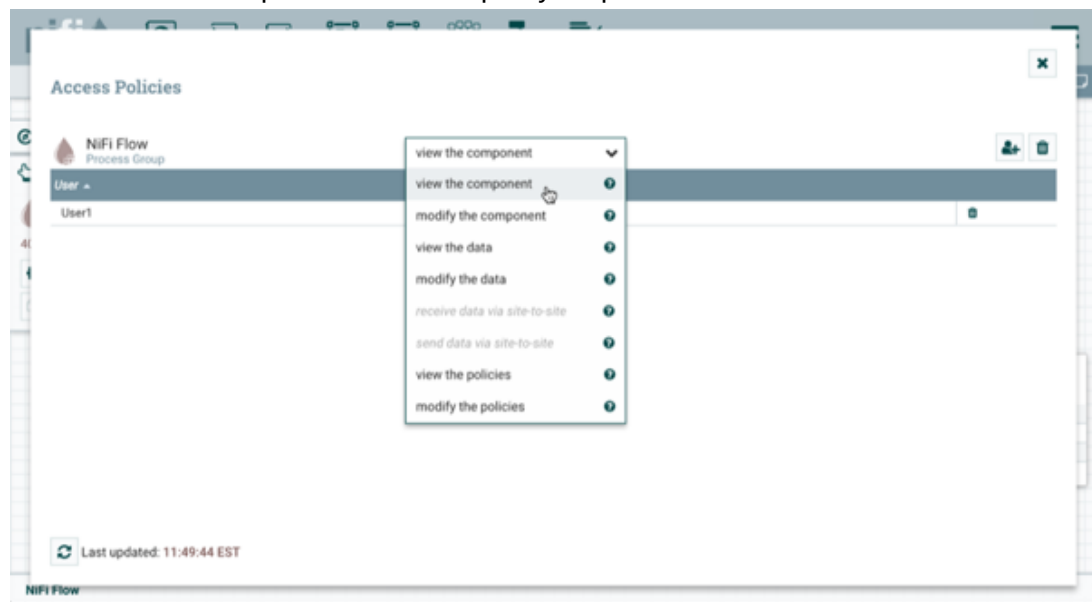 Access Policies
NiFi Flow
Process Group
view the component
User
view the component
User1
modify the component
view the data
modify the data
receive data via site-to-site
send data via site-to-site
view the policies
modify the policies
Last updated: 11:49:44 EST
NiFi Flow